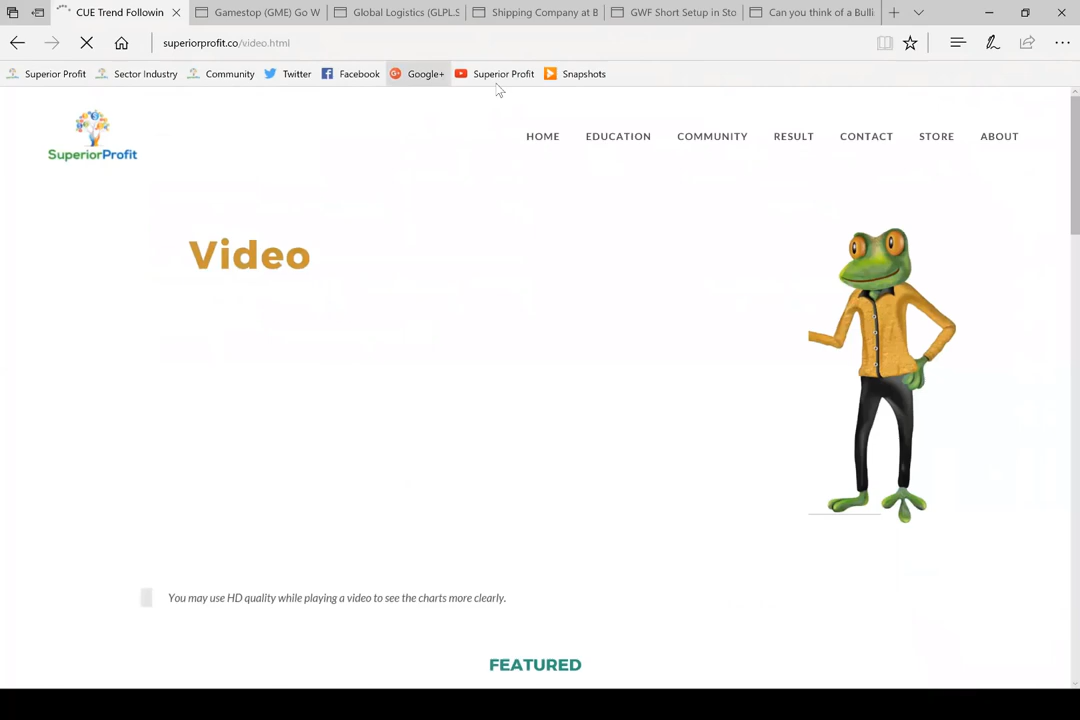 CUE Trend Followin
Gamestop (GME) Go W
Global Logistics (GLPL.S
Shipping Company at B
GWF Short Setup in Sto
Can you think of a Bulli
superiorprofit.co/video.html
Superior Profit
Sector Industry
Community
Twitter
Facebook
Google+
Superior Profit
Snapshots
SuperiorProfit
HOME
EDUCATION
COMMUNITY
RESULT
CONTACT
STORE
ABOUT
Video
You may use HD quality while playing a video to see the charts more clearly.
FEATURED